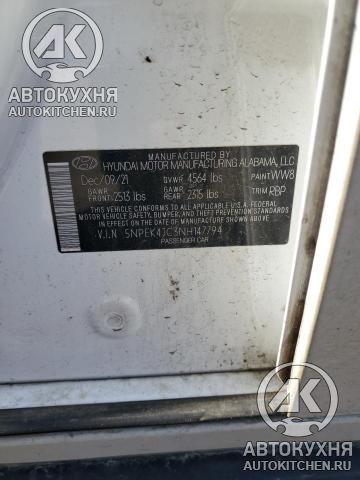 АК
АВТОКУХНЯ
AUTOKITCHEN.RU
MANUFACTURED BY
HYUNDAI MOTOR MANUFACTURING ALABAMA, LLC
Dec/09/21 GVWR 4564 lbs PAINT WW8
GAWR FRONT 2513 lbs GAWR REAR 2315 lbs TRIM RBP
THIS VEHICLE CONFORMS TO ALL APPLICABLE U.S.A. FEDERAL
MOTOR VEHICLE SAFETY, BUMPER, AND THEFT PREVENTION STANDARDS
IN EFFECT ON THE DATE OF MANUFACTURE SHOWN ABOVE.
V.I.N 5NPEK4JC3NH147794
PASSENGER CAR
АК
АВТОКУХНЯ
AUTOKITCHEN.RU